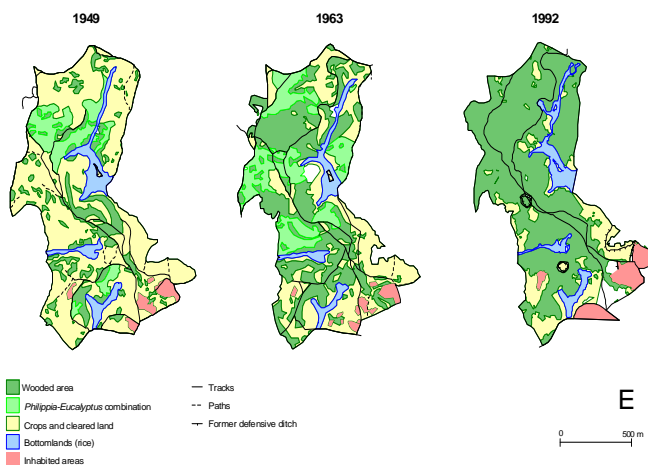 1949
1963
1992
Wooded area
Philippia-Eucalyptus combination
Crops and cleared land
Bottomlands (rice)
Inhabited areas
Tracks
Paths
Former defensive ditch
E
0 500 m